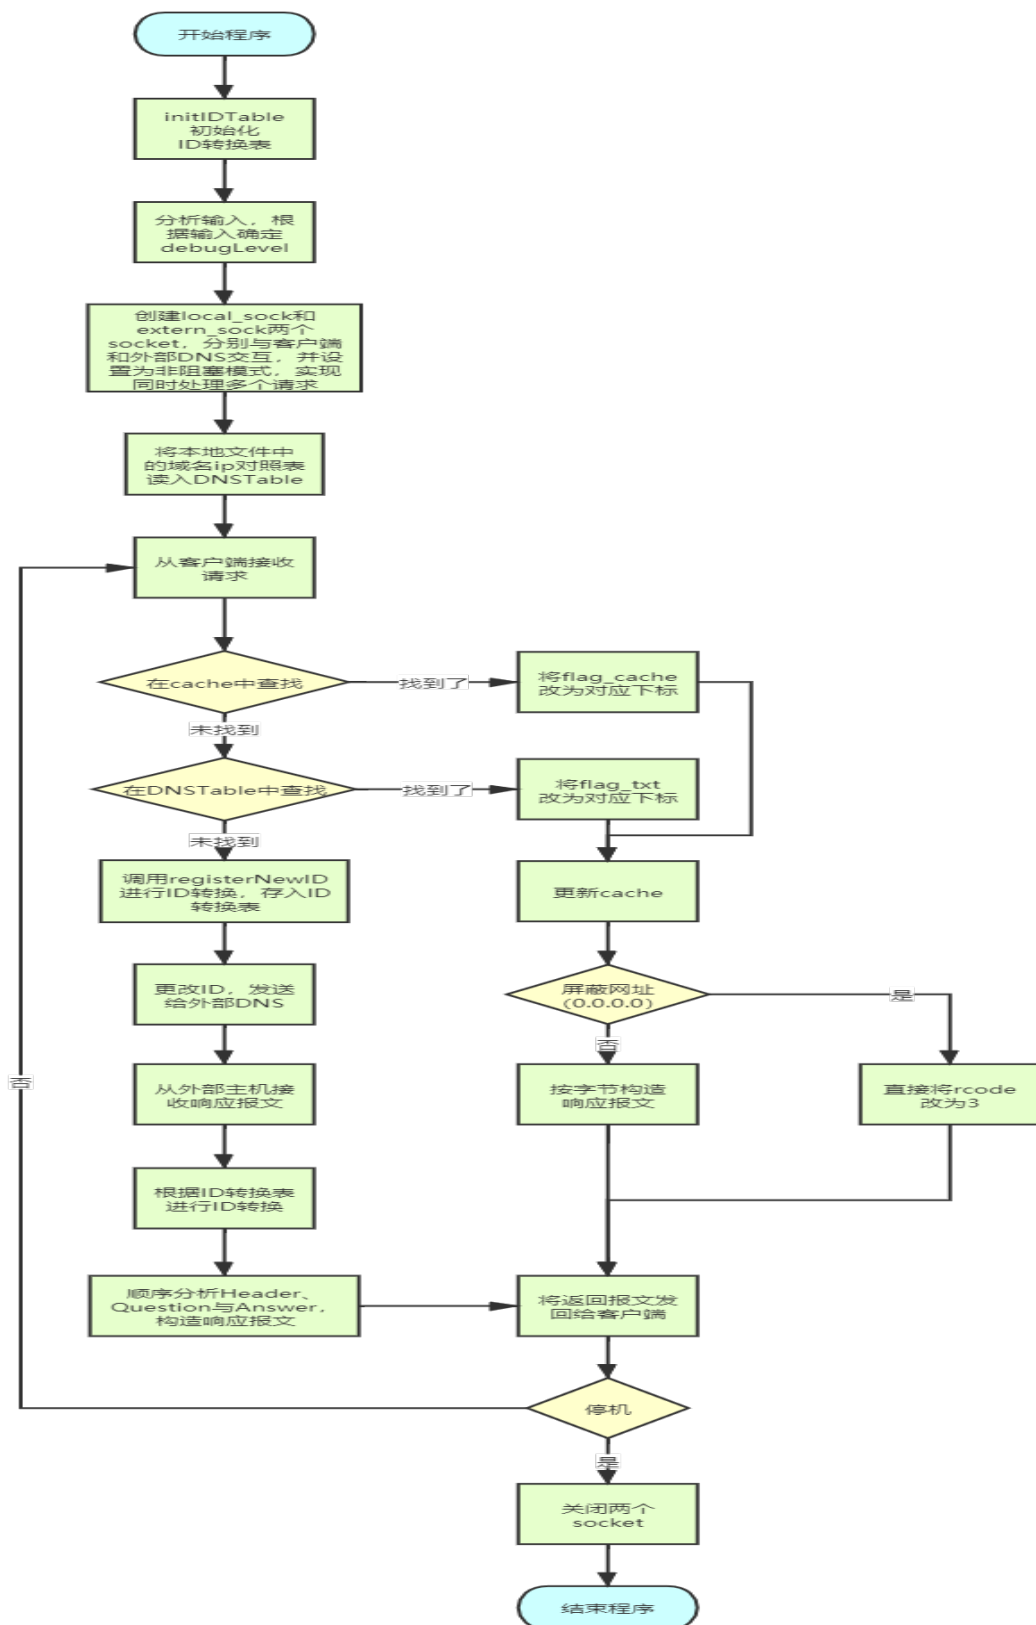 开始程序
initIDTable
初始化
ID转换表
分析输入，根
据输入确定
debugLevel
创建local_sock和
extern_sock两个
socket，分别与客户端
和外部DNS交互，并设
置为非阻塞模式，实现
同时处理多个请求
将本地文件中
的域名ip对照表
读入DNSTable
从客户端接收
请求
在cache中查找
找到了
将flag_cache
改为对应下标
未找到
在DNSTable中查找
找到了
将flag_txt
改为对应下标
未找到
调用registerNewID
进行ID转换，存入ID
转换表
更新cache
更改ID，发送
给外部DNS
屏蔽网址
(0.0.0.0)
是
否
从外部主机接
收响应报文
按字节构造
响应报文
直接将rcode
改为3
否
根据ID转换表
进行ID转换
顺序分析Header、
Question与Answer，
构造响应报文
将返回报文发
回给客户端
停机
是
关闭两个
socket
结束程序